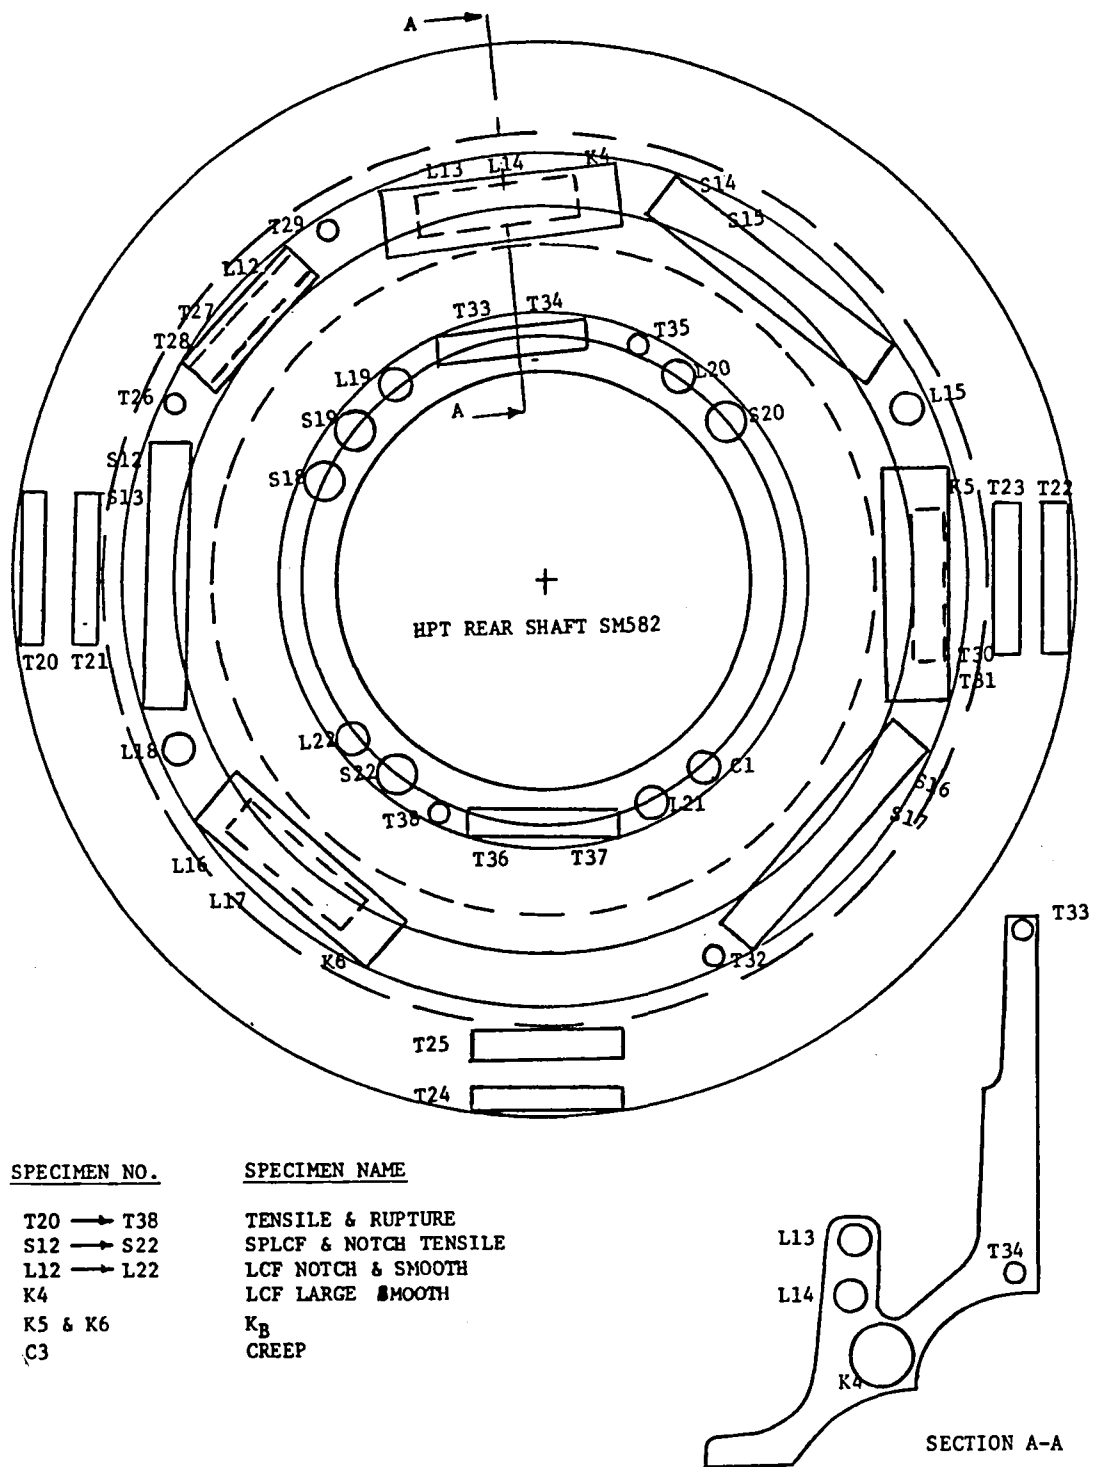 A
L13 L14 K4
S14
S15
T29
L12
T27
T28
T33 T34
T35
L19
L20
T26
A
L15
S19
S20
S12
S18
S13
K5 T23 T22
HPT REAR SHAFT SM582
T20 T21
T30
T31
L22
L18
S22
C1
S16
T38
L21
S17
T36 T37
L16
L17
T33
K6
T32
T25
T24
SPECIMEN NO. SPECIMEN NAME
T20 → T38 TENSILE & RUPTURE
S12 → S22 SPLCF & NOTCH TENSILE
L12 → L22 LCF NOTCH & SMOOTH
K4 LCF LARGE SMOOTH
K5 & K6 KB
C3 CREEP
L13
T34
L14
K4
SECTION A-A